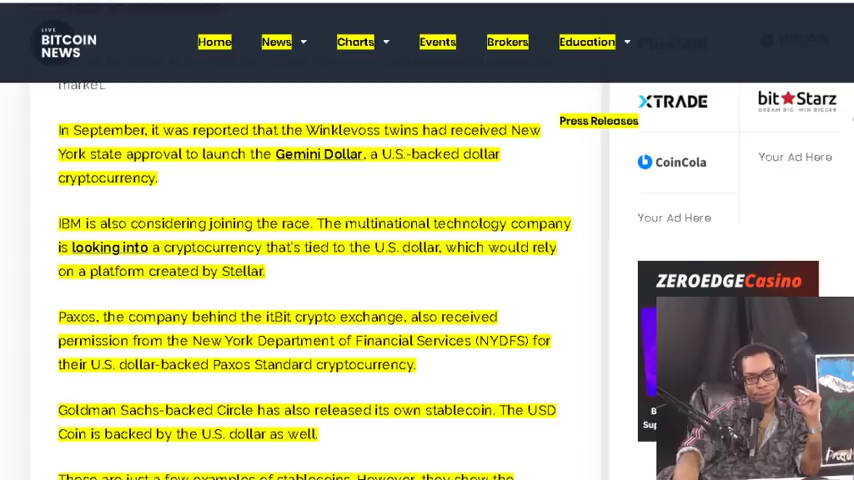 LIVE
BITCOIN
NEWS
Home
News
Charts
Events
Brokers
Education
Press Releases
market.
In September, it was reported that the Winklevoss twins had received New
York state approval to launch the Gemini Dollar, a U.S.-backed dollar
cryptocurrency.
IBM is also considering joining the race. The multinational technology company
is looking into a cryptocurrency that's tied to the U.S. dollar, which would rely
on a platform created by Stellar.
Paxos, the company behind the itBit crypto exchange, also received
permission from the New York Department of Financial Services (NYDFS) for
their U.S. dollar-backed Paxos Standard cryptocurrency.
Goldman Sachs-backed Circle has also released its own stablecoin. The USD
Coin is backed by the U.S. dollar as well.
These are just a few examples of stablecoins. However, they show the
XTRADE
bitStarz
DREAM BIG. WIN BIGGER
CoinCola
Your Ad Here
Your Ad Here
ZEROEDGECasino